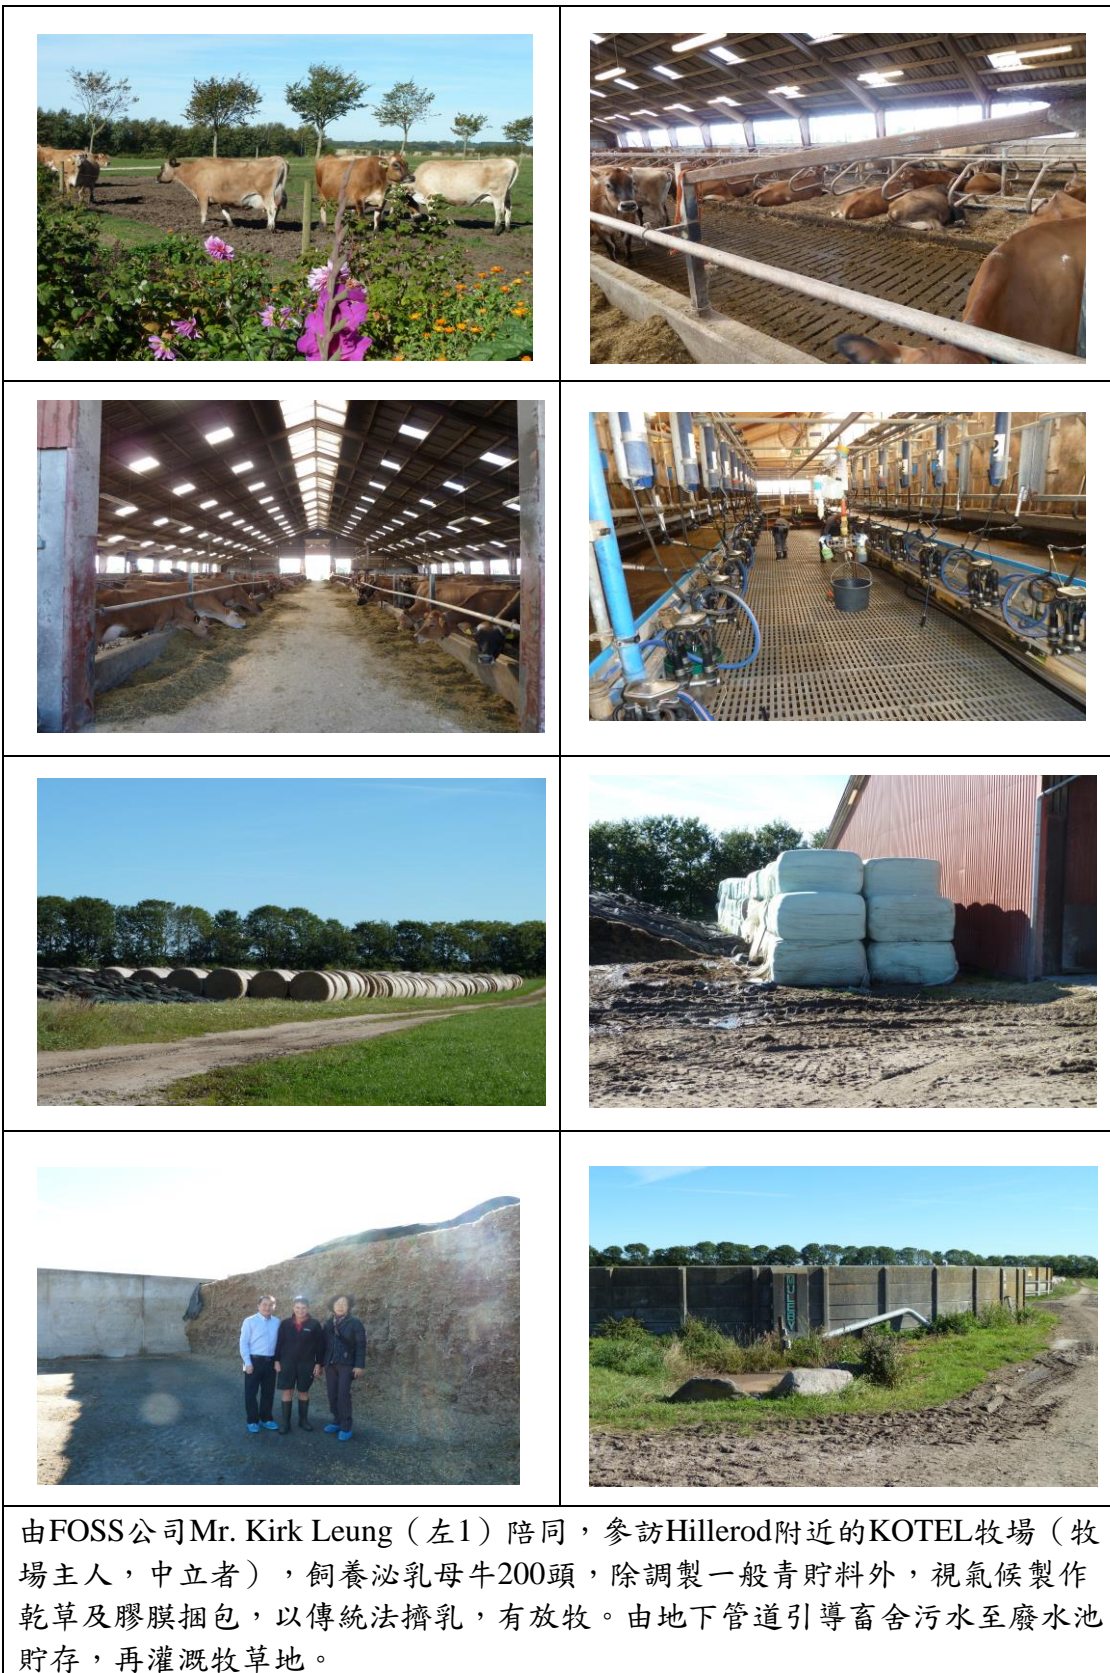 MULEBY
由FOSS公司Mr. Kirk Leung（左1）陪同，參訪Hillerod附近的KOTEL牧場（牧
場主人，中立者），飼養泌乳母牛200頭，除調製一般青貯料外，視氣候製作
乾草及膠膜捆包，以傳統法擠乳，有放牧。由地下管道引導畜舍污水至廢水池
貯存，再灌溉牧草地。